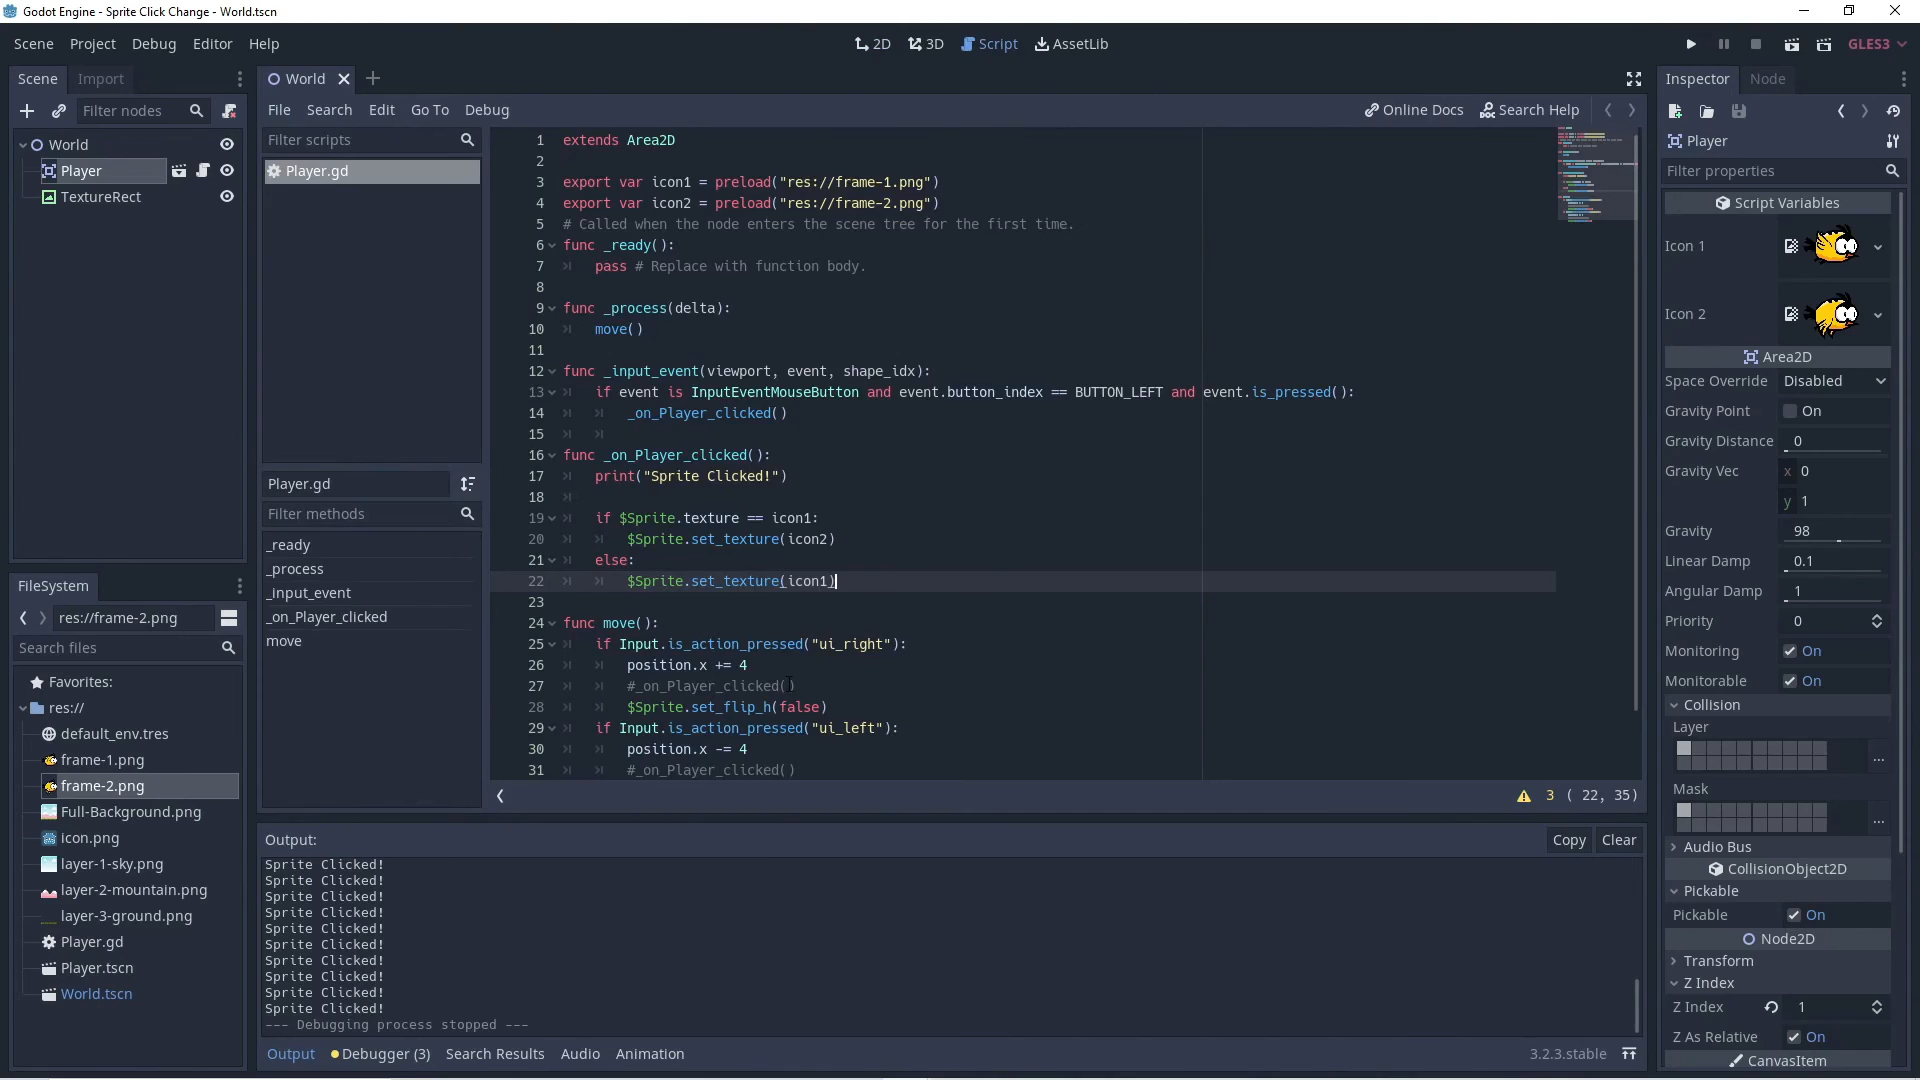 Godot Engine - Sprite Click Change - World.tscn
Scene Project Debug Editor Help
2D 3D Script AssetLib
GLES3
Scene Import
Filter nodes
World
Player
TextureRect
FileSystem
res://frame-2.png
Search files
Favorites:
res://
default_env.tres
frame-1.png
frame-2.png
Full-Background.png
icon.png
layer-1-sky.png
layer-2-mountain.png
layer-3-ground.png
Player.gd
Player.tscn
World.tscn
World
File Search Edit Go To Debug
Online Docs Search Help
Filter scripts
Player.gd
Player.gd
Filter methods
_ready
_process
_input_event
_on_Player_clicked
move
1 extends Area2D
2
3 export var icon1 = preload("res://frame-1.png")
4 export var icon2 = preload("res://frame-2.png")
5 # Called when the node enters the scene tree for the first time.
6 func _ready():
7 pass # Replace with function body.
8
9 func _process(delta):
10 move()
11
12 func _input_event(viewport, event, shape_idx):
13 if event is InputEventMouseButton and event.button_index == BUTTON_LEFT and event.is_pressed():
14 _on_Player_clicked()
15
16 func _on_Player_clicked():
17 print("Sprite Clicked!")
18
19 if $Sprite.texture == icon1:
20 $Sprite.set_texture(icon2)
21 else:
22 $Sprite.set_texture(icon1)
23
24 func move():
25 if Input.is_action_pressed("ui_right"):
26 position.x += 4
27 #_on_Player_clicked()
28 $Sprite.set_flip_h(false)
29 if Input.is_action_pressed("ui_left"):
30 position.x -= 4
31 #_on_Player_clicked()
3 ( 22, 35)
Output:
Copy Clear
Sprite Clicked!
Sprite Clicked!
Sprite Clicked!
Sprite Clicked!
Sprite Clicked!
Sprite Clicked!
Sprite Clicked!
Sprite Clicked!
Sprite Clicked!
Sprite Clicked!
--- Debugging process stopped ---
Output Debugger (3) Search Results Audio Animation
3.2.3.stable
Inspector Node
Player
Filter properties
Script Variables
Icon 1
Icon 2
Area2D
Space Override Disabled
Gravity Point On
Gravity Distance 0
Gravity Vec x 0
y 1
Gravity 98
Linear Damp 0.1
Angular Damp 1
Priority 0
Monitoring On
Monitorable On
Collision
Layer
...
Mask
...
Audio Bus
CollisionObject2D
Pickable
Pickable On
Node2D
Transform
Z Index
Z Index 1
Z As Relative On
CanvasItem